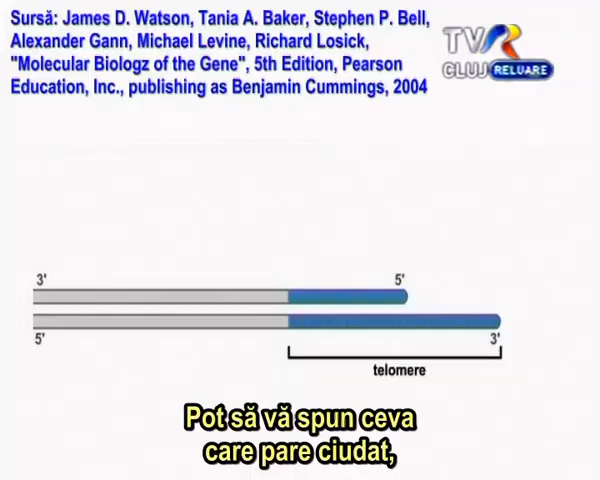 Sursă: James D. Watson, Tania A. Baker, Stephen P. Bell,
Alexander Gann, Michael Levine, Richard Losick,
"Molecular Biologz of the Gene", 5th Edition, Pearson
Education, Inc., publishing as Benjamin Cummings, 2004
TVR
CLUJ RELUARE
3' 5'
5' 3'
telomere
Pot să vă spun ceva
care pare ciudat,